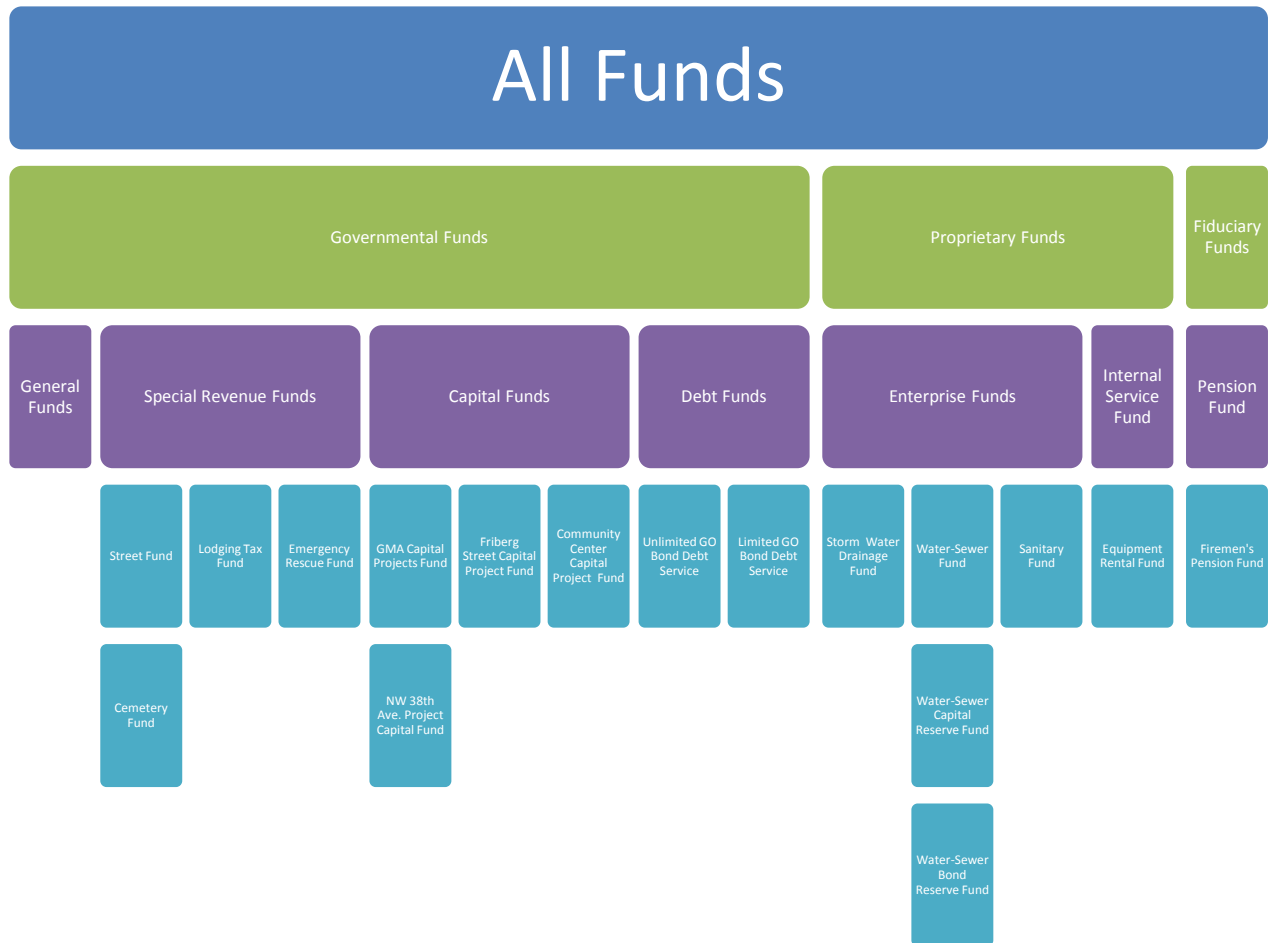 All Funds
Governmental Funds
Proprietary Funds
Fiduciary
Funds
General
Funds
Special Revenue Funds
Capital Funds
Debt Funds
Enterprise Funds
Internal
Service
Fund
Pension
Fund
Street Fund
Lodging Tax
Fund
Emergency
Rescue Fund
GMA Capital
Projects Fund
Friberg
Street Capital
Project Fund
Community
Center
Capital
Project Fund
Unlimited GO
Bond Debt
Service
Limited GO
Bond Debt
Service
Storm Water
Drainage
Fund
Water-Sewer
Fund
Sanitary
Fund
Equipment
Rental Fund
Firemen's
Pension Fund
Cemetery
Fund
NW 38th
Ave. Project
Capital Fund
Water-Sewer
Capital
Reserve Fund
Water-Sewer
Bond
Reserve Fund